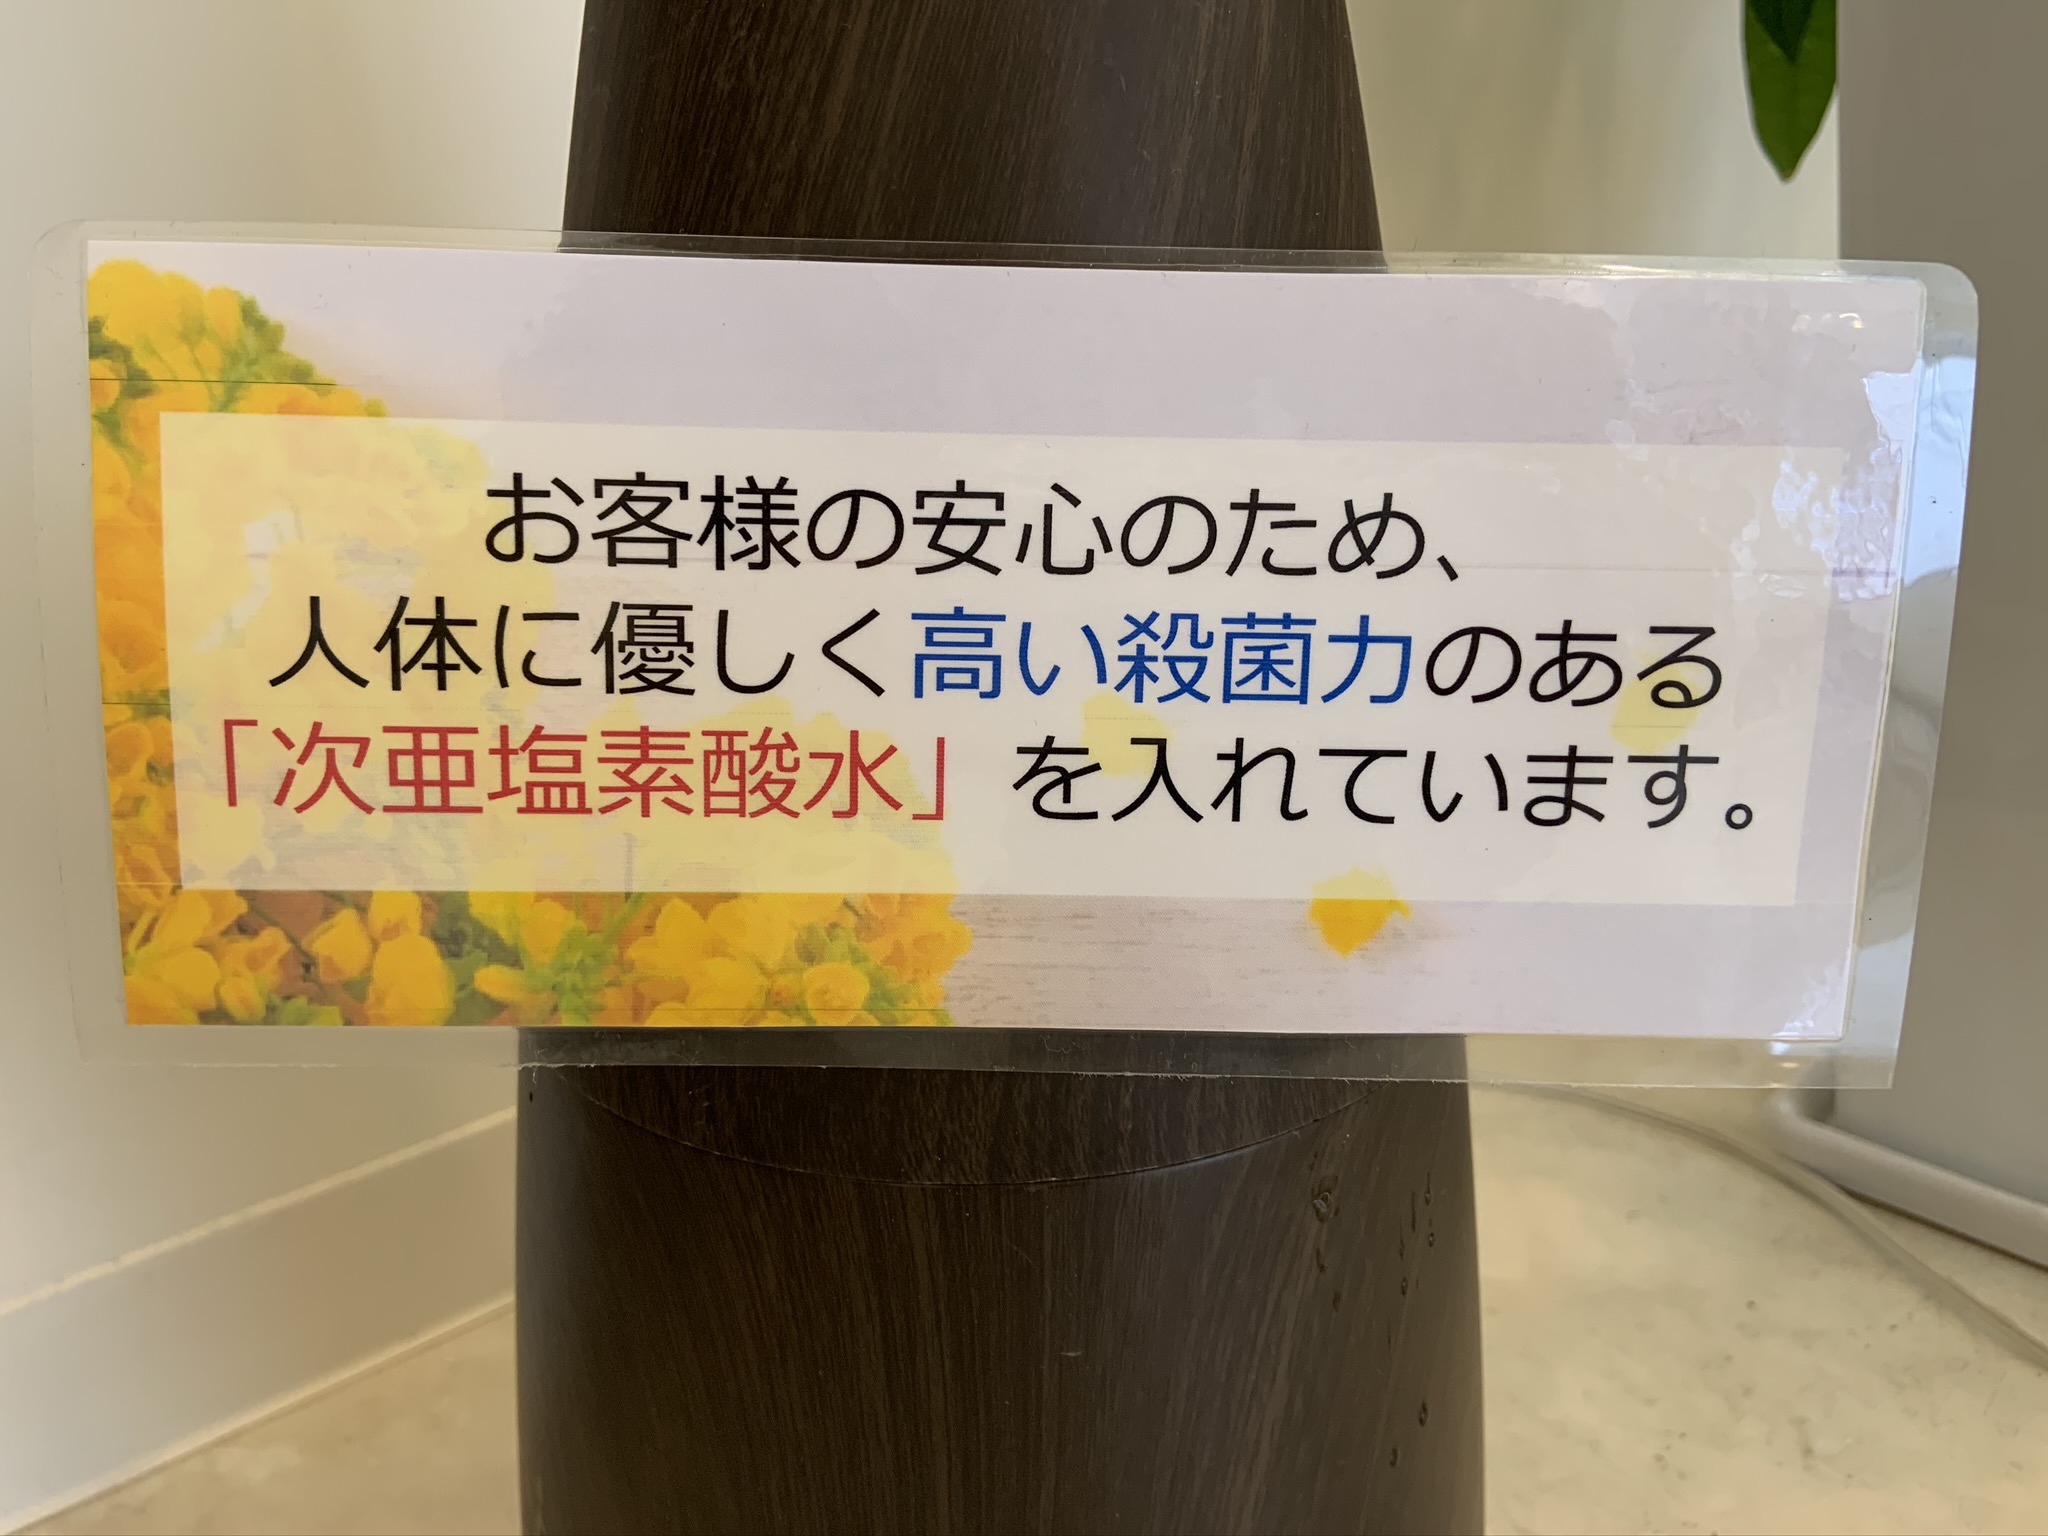 お客様の安心のため、
人体に優しく高い殺菌力のある
「次亜塩素酸水」を入れています。